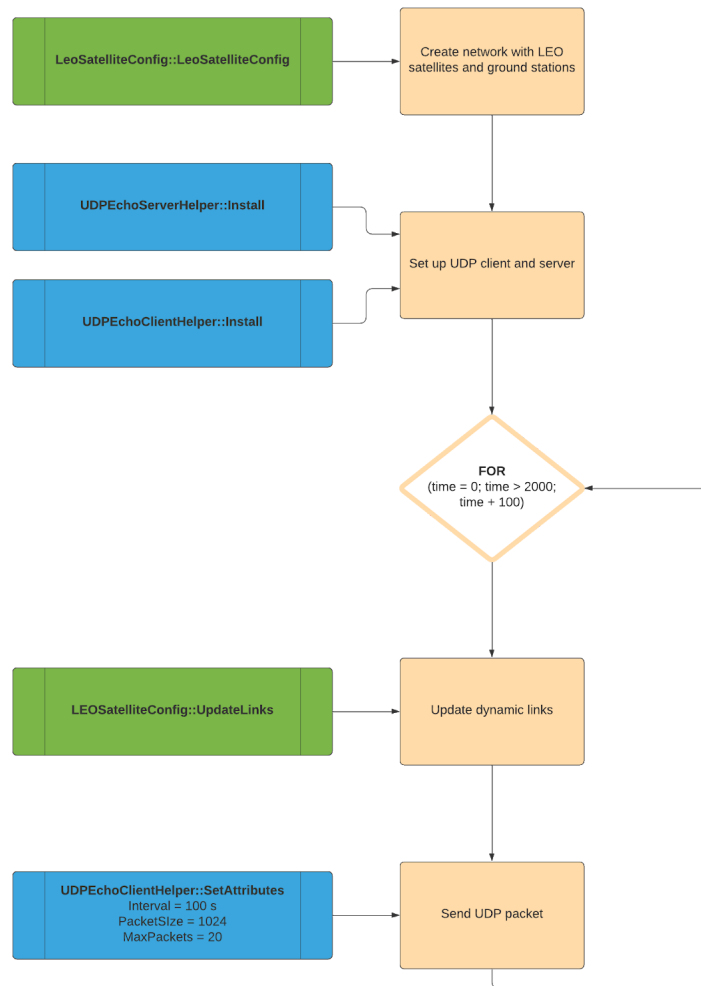 LeoSatelliteConfig::LeoSatelliteConfig
Create network with LEO
satellites and ground stations
UDPEchoServerHelper::Install
Set up UDP client and server
UDPEchoClientHelper::Install
FOR
(time = 0; time > 2000;
time + 100)
LEOSatelliteConfig::UpdateLinks
Update dynamic links
UDPEchoClientHelper::SetAttributes
Interval = 100 s
PacketSIze = 1024
MaxPackets = 20
Send UDP packet